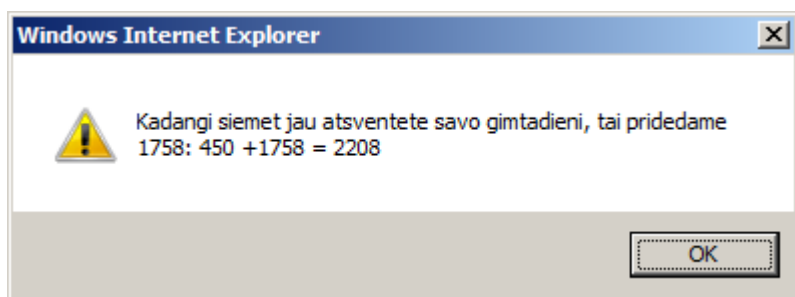 Windows Internet Explorer
Kadangi siemet jau atsventete savo gimtadieni, tai pridedame
1758: 450 +1758 = 2208
OK